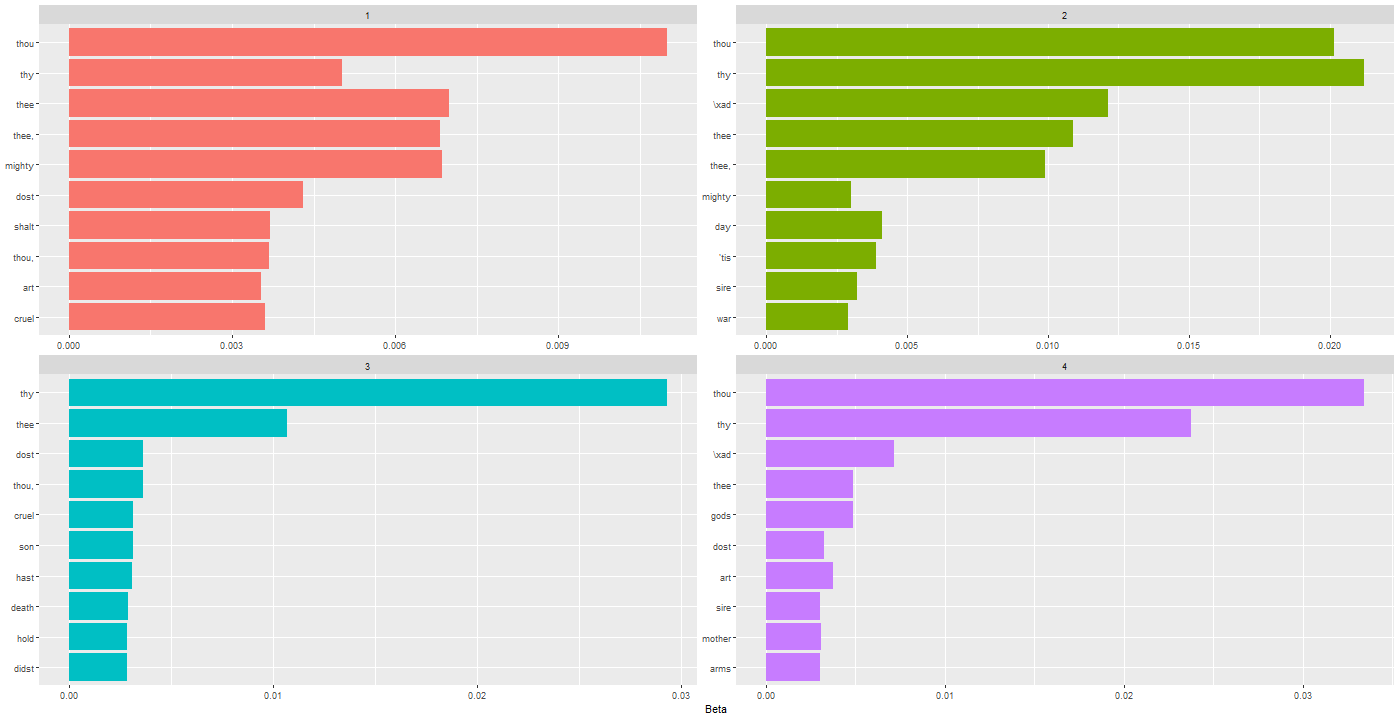 1
thou
thy
thee
thee,
mighty
dost
shalt
thou,
art
cruel
0.000 0.003 0.006 0.009
2
thou
thy
\xad
thee
thee,
mighty
day
'tis
sire
war
0.000 0.005 0.010 0.015 0.020
3
thy
thee
dost
thou,
cruel
son
hast
death
hold
didst
0.00 0.01 0.02 0.03
4
thou
thy
\xad
thee
gods
dost
art
sire
mother
arms
0.00 0.01 0.02 0.03
Beta